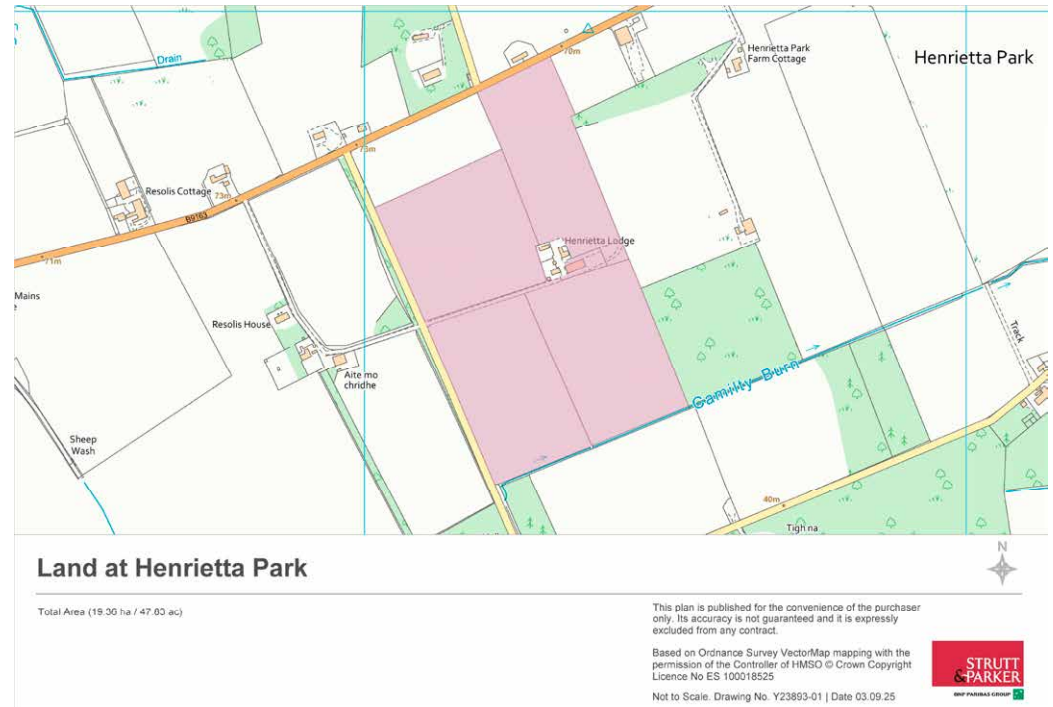 Drain
70m
Henrietta Park
Farm Cottage
Henrietta Park
73m
Resolis Cottage
73m
B9163
71m
Henrietta Lodge
Mains
Resolis House
Aite mo
chridhe
Track
Gamilty Burn
Sheep
Wash
40m
Tigh na
Land at Henrietta Park
N
Total Area (19.36 ha / 47.83 ac)
This plan is published for the convenience of the purchaser
only. Its accuracy is not guaranteed and it is expressly
excluded from any contract.
Based on Ordnance Survey VectorMap mapping with the
permission of the Controller of HMSO © Crown Copyright
Licence No ES 100018525
Not to Scale. Drawing No. Y23893-01 | Date 03.09.25
STRUTT
&PARKER
BNP PARIBAS GROUP